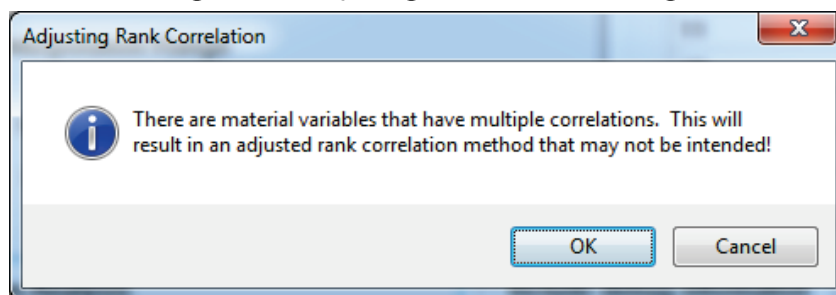 Adjusting Rank Correlation
There are material variables that have multiple correlations. This will
result in an adjusted rank correlation method that may not be intended!
OK
Cancel